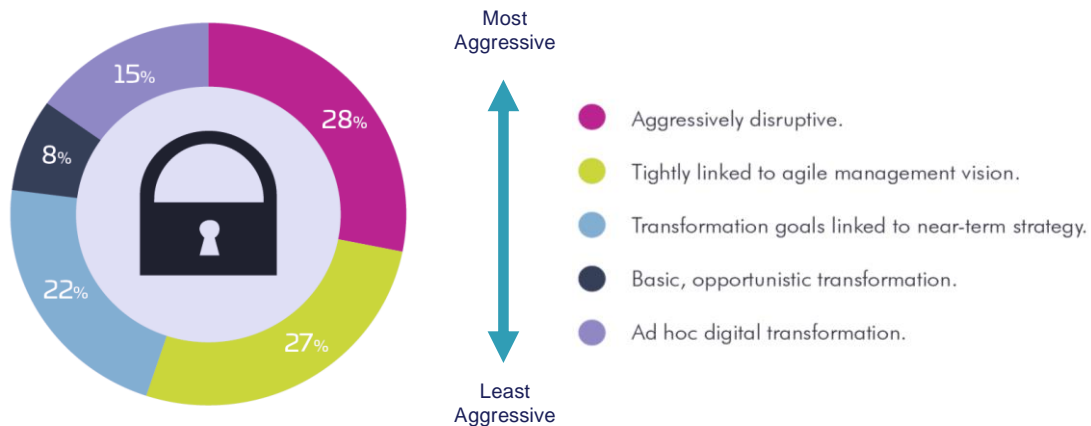 15%
28%
8%
22%
27%
Most
Aggressive
Least
Aggressive
Aggressively disruptive.
Tightly linked to agile management vision.
Transformation goals linked to near-term strategy.
Basic, opportunistic transformation.
Ad hoc digital transformation.